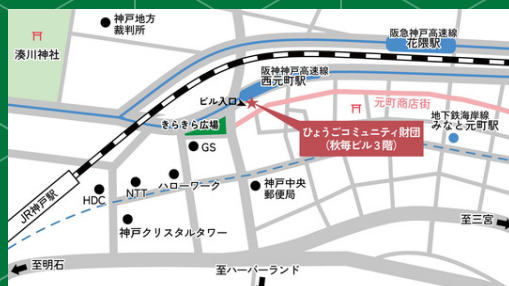 神戸地方
裁判所
湊川神社
阪急神戸高速線
花隈駅
阪神神戸高速線
西元町駅
ビル入口
元町商店街
きらきら広場
ひょうごコミュニティ財団
（秋毎ビル３階）
地下鉄海岸線
みなと元町駅
GS
JR神戸駅
HDC
NTT
ハローワーク
神戸中央
郵便局
神戸クリスタルタワー
至三宮
至明石
至ハーバーランド